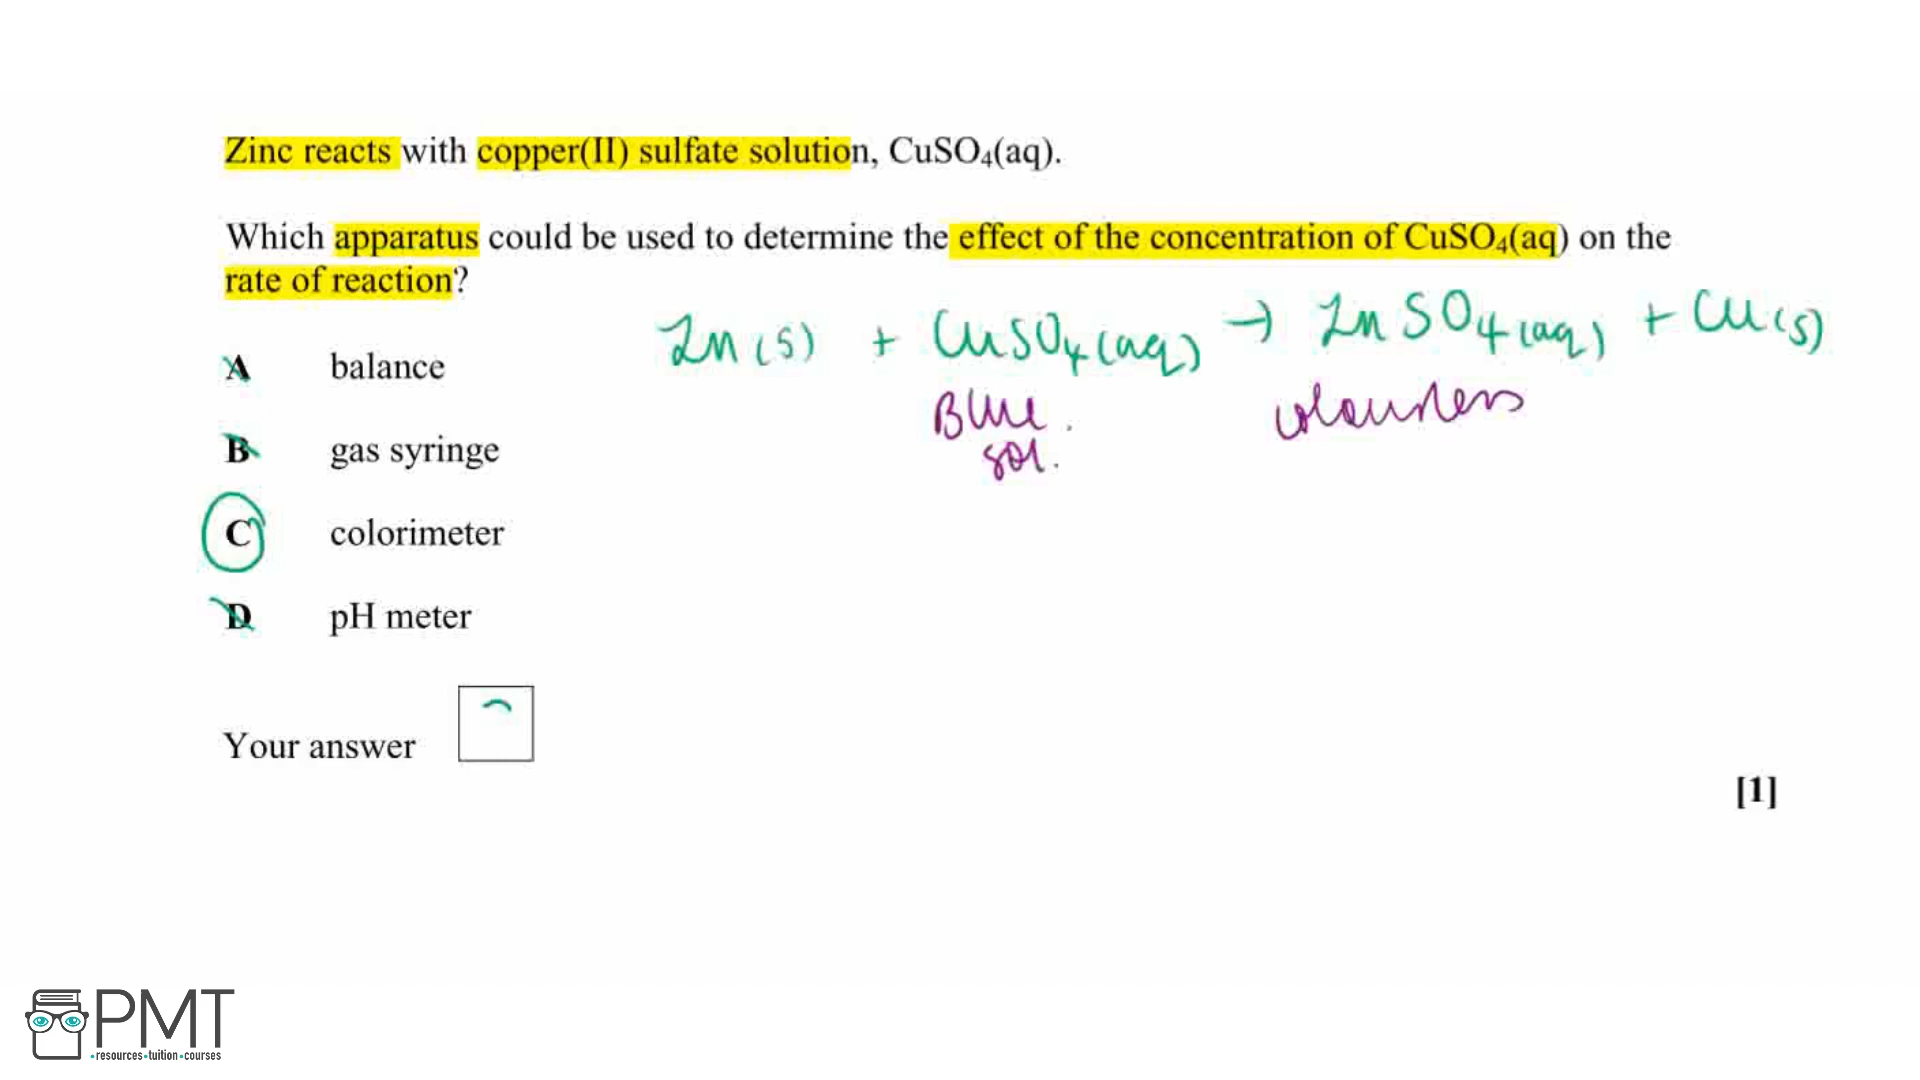 Zinc reacts with copper(II) sulfate solution, CuSO₄(aq).
Which apparatus could be used to determine the effect of the concentration of CuSO₄(aq) on the
rate of reaction?
Zn(s) + CuSO₄(aq) → ZnSO₄(aq) + Cu(s)
Blue sol.
colourless
A balance
B gas syringe
C colorimeter
D pH meter
Your answer
[1]
PMT
•resources•tuition•courses